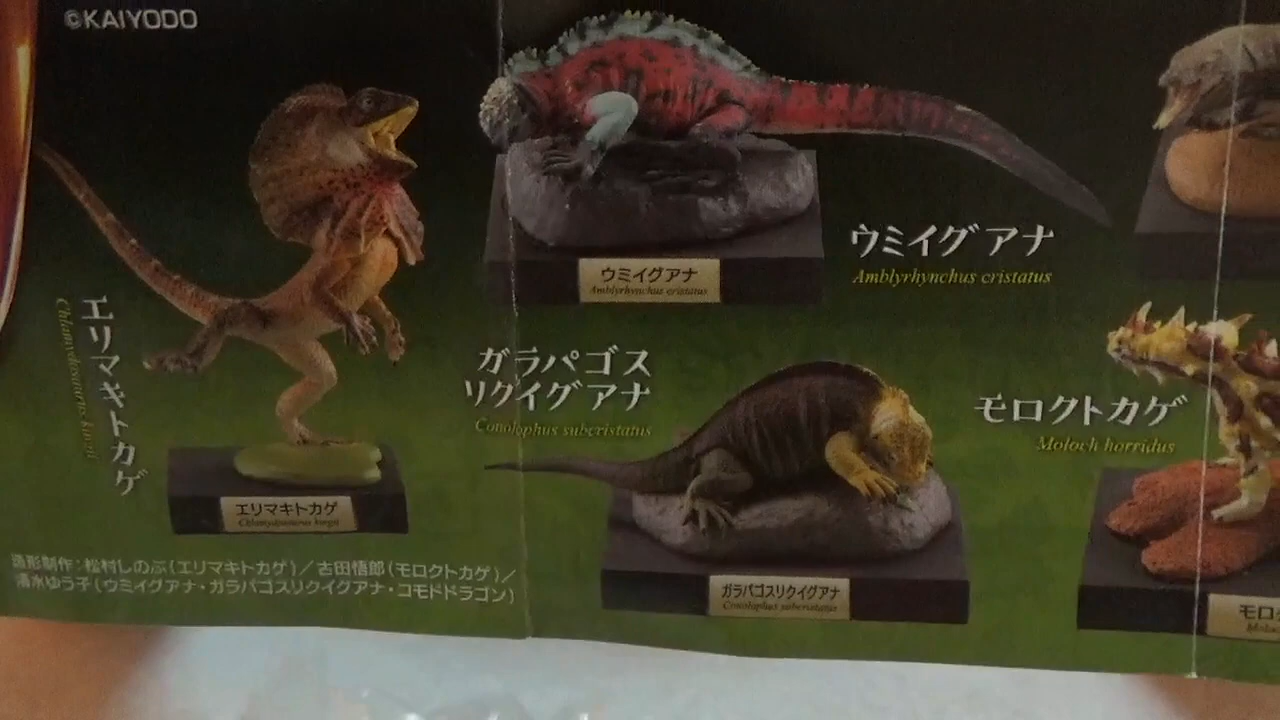 ©KAIYODO
ウミイグアナ
Amblyrhynchus cristatus
ウミイグアナ
Amblyrhynchus cristatus
エリマキトカゲ
Chlamydosaurus kingii
ガラパゴス
リクイグアナ
Conolophus subcristatus
モロクトカゲ
Moloch horridus
エリマキトカゲ
Chlamydosaurus kingii
ガラパゴスリクイグアナ
Conolophus subcristatus
モロク
造形制作：松村しのぶ(エリマキトカゲ)／古田悟郎(モロクトカゲ)／
清水ゆう子(ウミイグアナ・ガラパゴスリクイグアナ・コモドドラゴン)